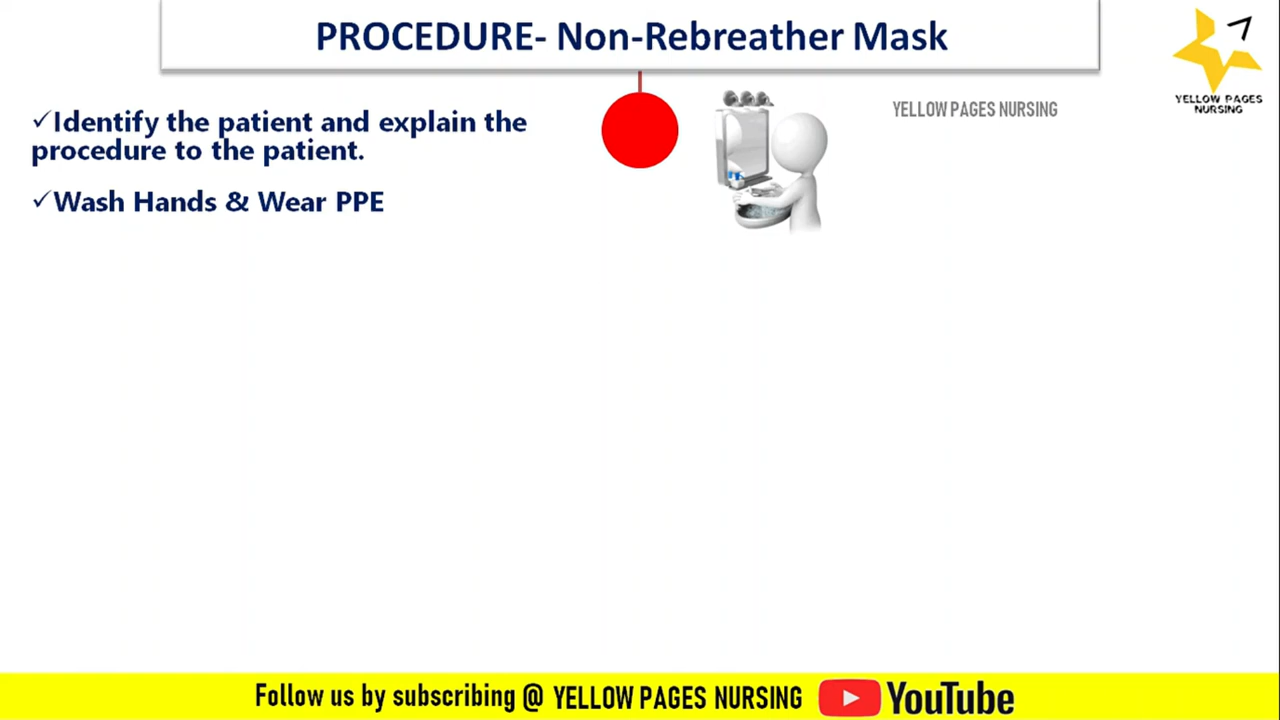 PROCEDURE- Non-Rebreather Mask
YELLOW PAGES
NURSING
YELLOW PAGES NURSING
✓Identify the patient and explain the
procedure to the patient.
✓Wash Hands & Wear PPE
Follow us by subscribing @ YELLOW PAGES NURSING YouTube